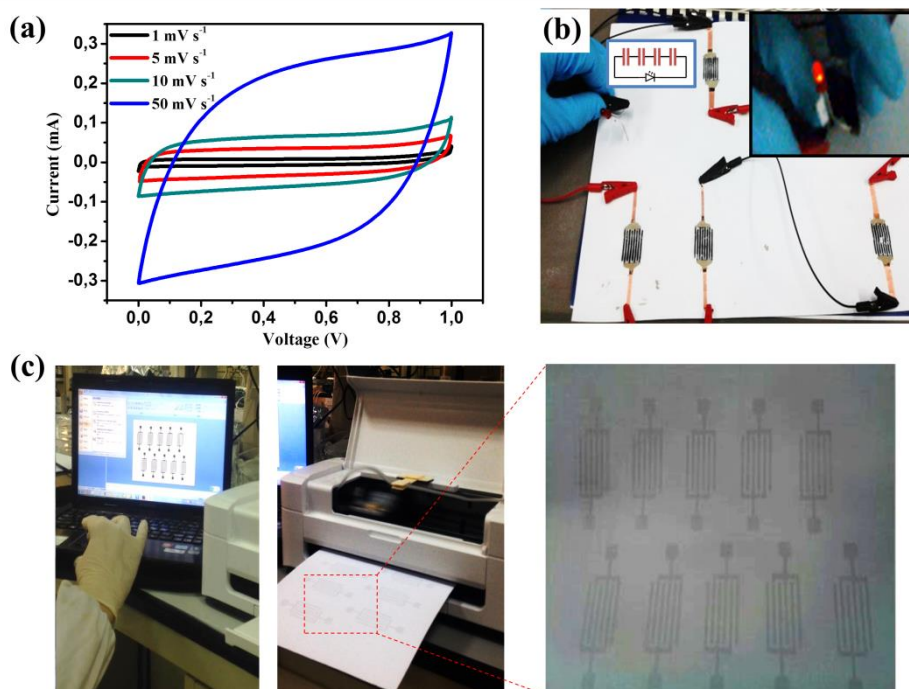 (a)
1 mV s⁻¹
5 mV s⁻¹
10 mV s⁻¹
50 mV s⁻¹
0,3
0,2
0,1
0,0
-0,1
-0,2
-0,3
Current (mA)
0,0 0,2 0,4 0,6 0,8 1,0
Voltage (V)
(b)
(c)